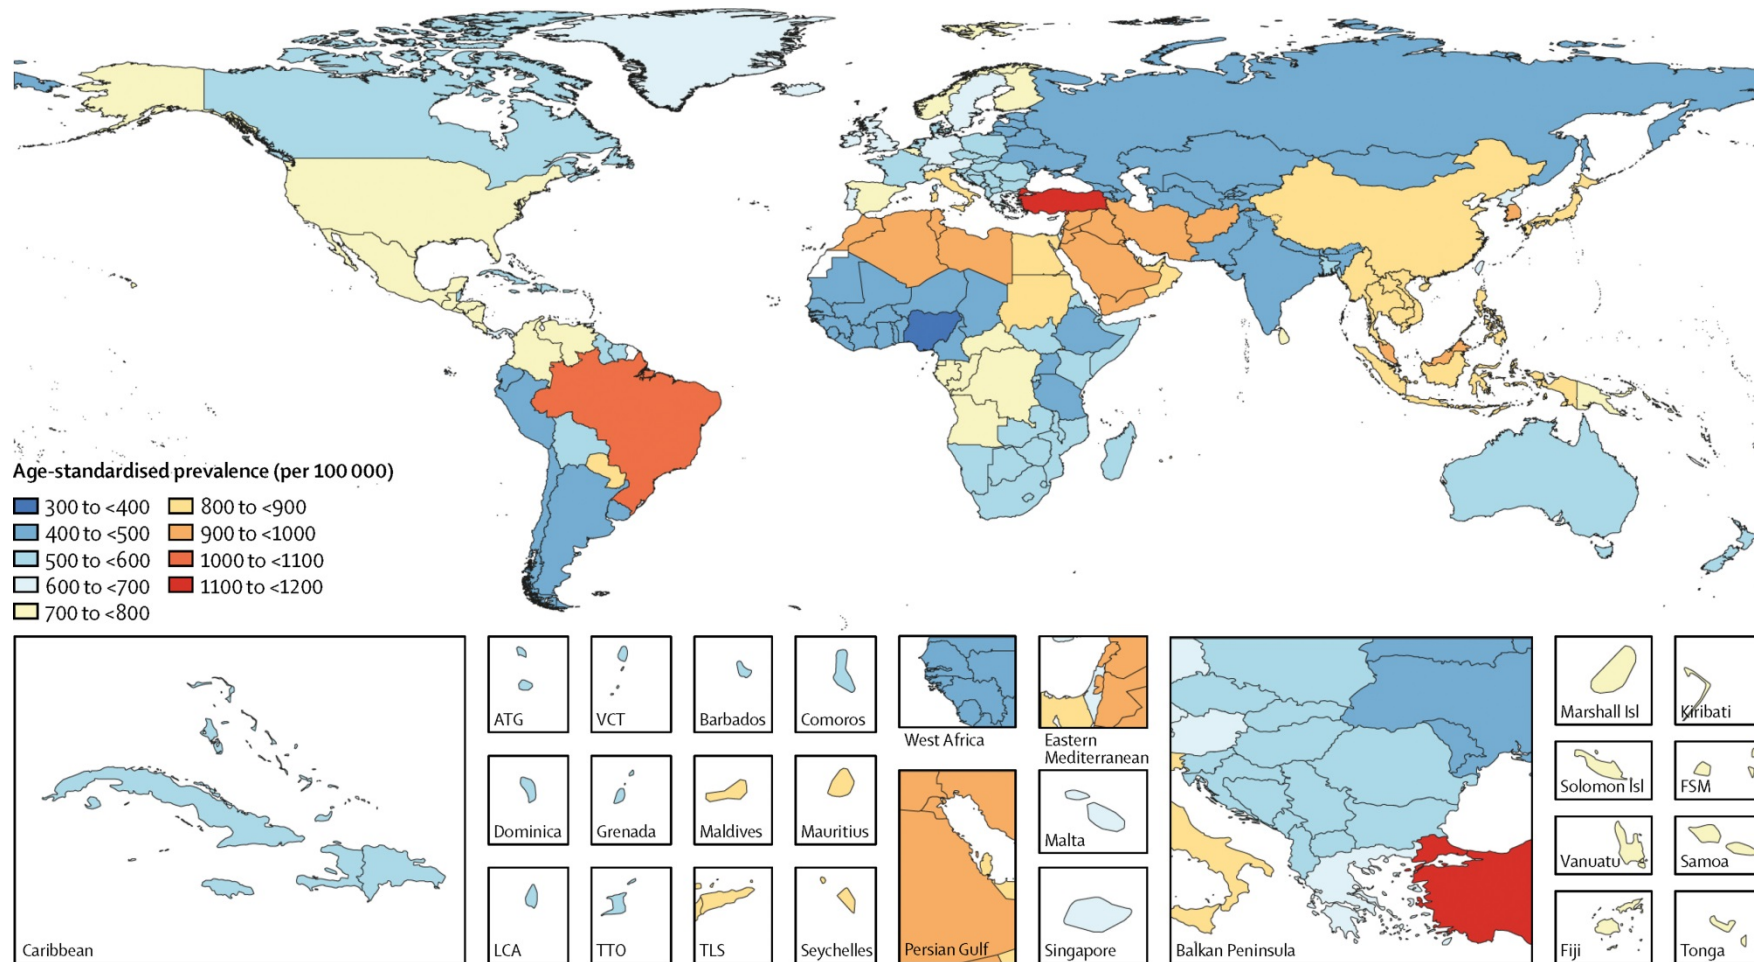 Age-standardised prevalence (per 100 000)
300 to <400
800 to <900
400 to <500
900 to <1000
500 to <600
1000 to <1100
600 to <700
1100 to <1200
700 to <800
Caribbean
ATG
VCT
Barbados
Comoros
Dominica
Grenada
Maldives
Mauritius
LCA
TTO
TLS
Seychelles
West Africa
Eastern
Mediterranean
Persian Gulf
Malta
Singapore
Balkan Peninsula
Marshall Isl
Kiribati
Solomon Isl
FSM
Vanuatu
Samoa
Fiji
Tonga